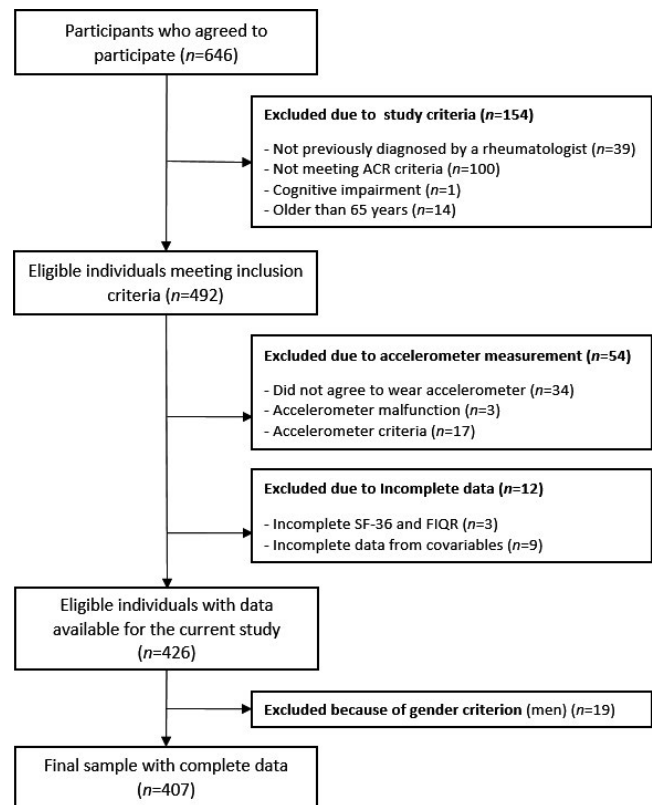 Participants who agreed to
participate (n=646)
Excluded due to study criteria (n=154)
- Not previously diagnosed by a rheumatologist (n=39)
- Not meeting ACR criteria (n=100)
- Cognitive impairment (n=1)
- Older than 65 years (n=14)
Eligible individuals meeting inclusion
criteria (n=492)
Excluded due to accelerometer measurement (n=54)
- Did not agree to wear accelerometer (n=34)
- Accelerometer malfunction (n=3)
- Accelerometer criteria (n=17)
Excluded due to Incomplete data (n=12)
- Incomplete SF-36 and FIQR (n=3)
- Incomplete data from covariables (n=9)
Eligible individuals with data
available for the current study
(n=426)
Excluded because of gender criterion (men) (n=19)
Final sample with complete data
(n=407)